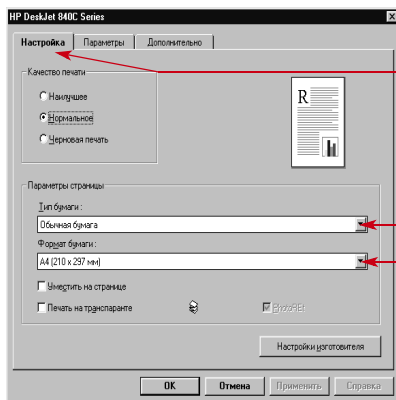 HP DeskJet 840C Series
Настройка Параметры Дополнительно
Качество печати
Наилучшее
Нормальное
Черновая печать
R
Параметры страницы
Тип бумаги :
Обычная бумага
Формат бумаги :
A4 (210 x 297 мм)
Уместить на странице
Печать на транспаранте PhotoREt
Настройки изготовителя
OK Отмена Применить Справка